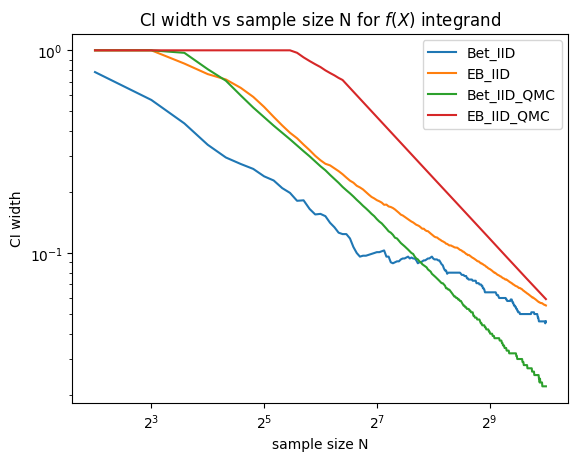 CI width vs sample size N for f(X) integrand
CI width
10⁰
10⁻¹
Bet_IID
EB_IID
Bet_IID_QMC
EB_IID_QMC
2³
2⁵
2⁷
2⁹
sample size N